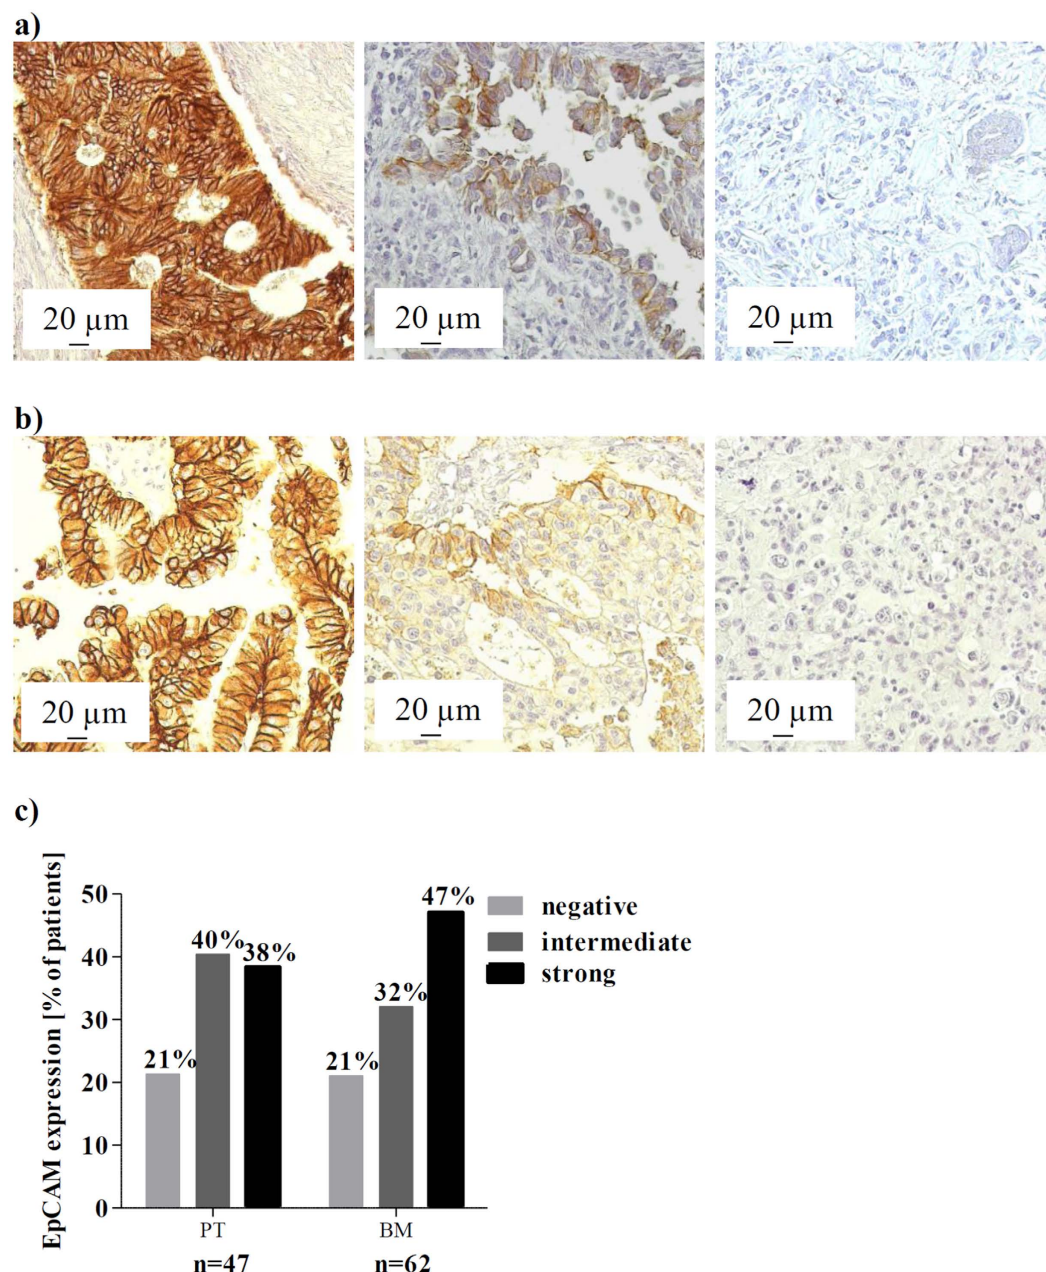 a)
20 µm
20 µm
20 µm
b)
20 µm
20 µm
20 µm
c)
EpCAM expression [% of patients]
50
40
30
20
10
0
21%
40%
38%
21%
32%
47%
negative
intermediate
strong
PT
BM
n=47
n=62